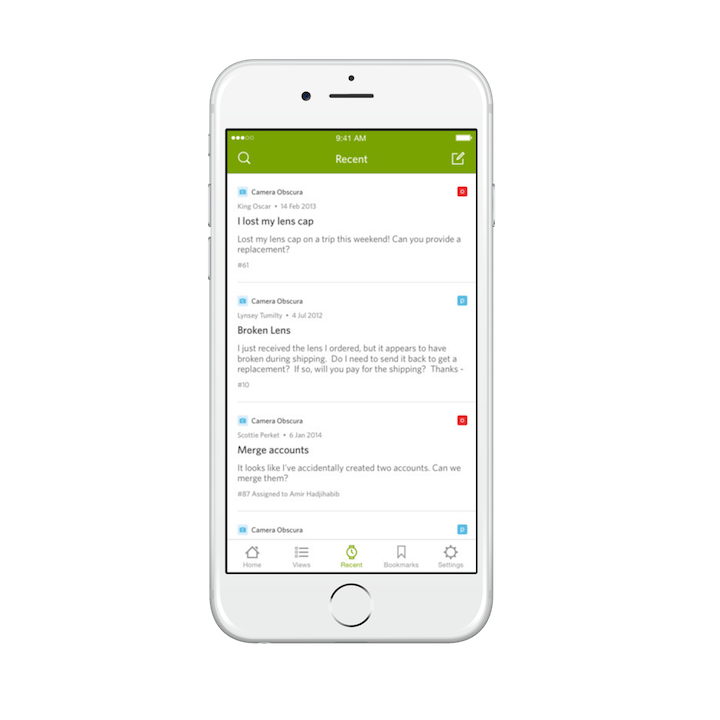 9:41 AM
Recent
Camera Obscura
King Oscar • 14 Feb 2013
I lost my lens cap
Lost my lens cap on a trip this weekend! Can you provide a
replacement?
#61
Camera Obscura
Lynsey Tumilty • 4 Jul 2012
Broken Lens
I just received the lens I ordered, but it appears to have
broken during shipping. Do I need to send it back to get a
replacement? If so, will you pay for the shipping? Thanks -
#10
Camera Obscura
Scottie Perket • 6 Jan 2014
Merge accounts
It looks like I've accidentally created two accounts. Can we
merge them?
#87 Assigned to Amir Hadjihabib
Camera Obscura
Home Views Recent Bookmarks Settings